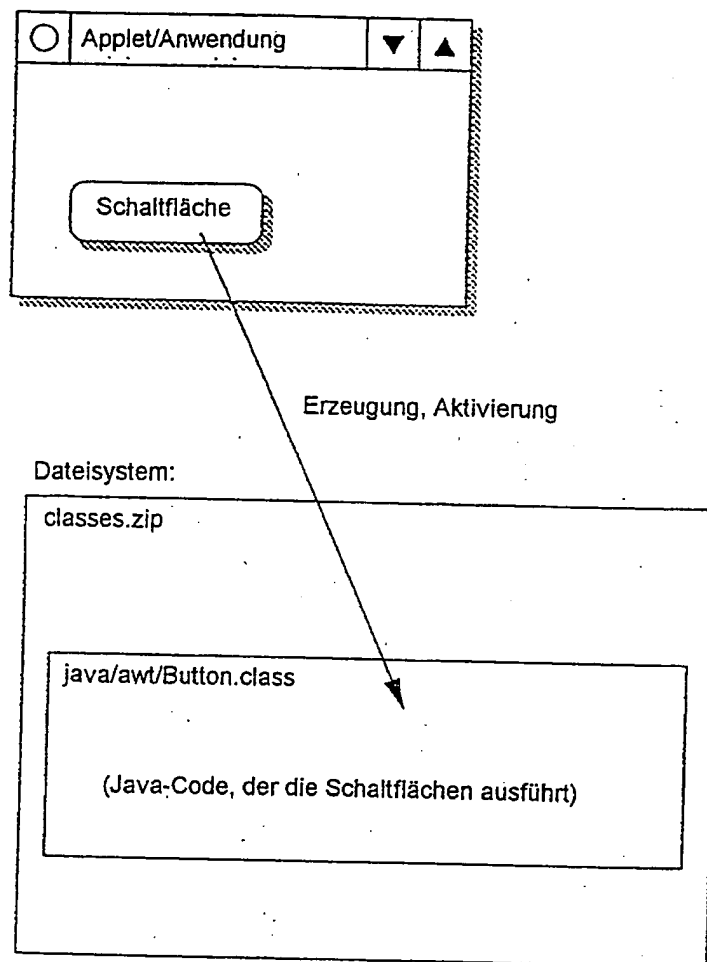 Applet/Anwendung
Schaltfläche
Erzeugung, Aktivierung
Dateisystem:
classes.zip
java/awt/Button.class
(Java-Code, der die Schaltflächen ausführt)